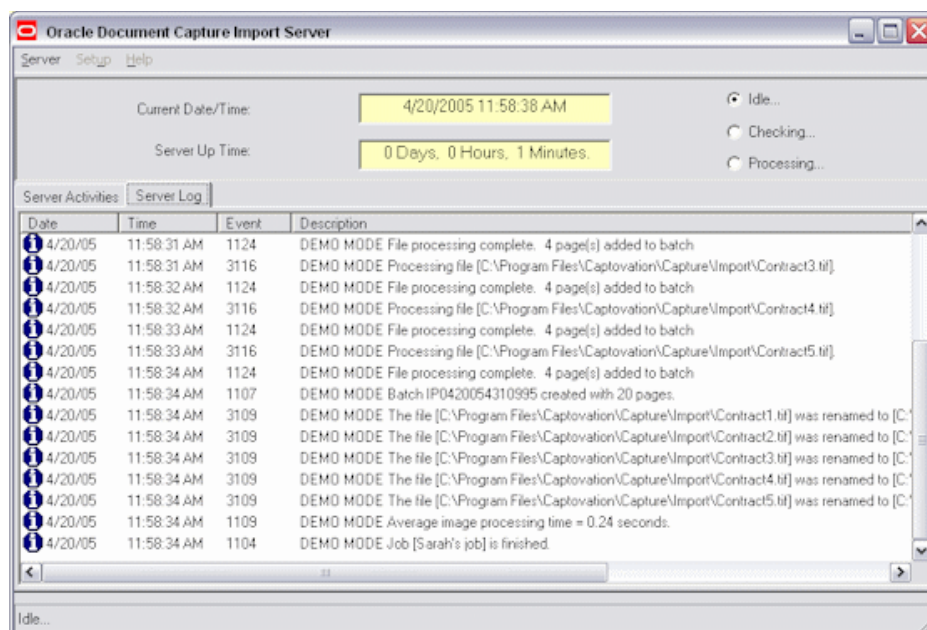 Oracle Document Capture Import Server
Server Setup Help
Current Date/Time: 4/20/2005 11:58:38 AM
Idle...
Checking...
Server Up Time: 0 Days, 0 Hours, 1 Minutes.
Processing...
Server Activities Server Log
Date Time Event Description
4/20/05 11:58:31 AM 1124 DEMO MODE File processing complete. 4 page(s) added to batch
4/20/05 11:58:31 AM 3116 DEMO MODE Processing file [C:\Program Files\Captovation\Capture\Import\Contract3.tif].
4/20/05 11:58:32 AM 1124 DEMO MODE File processing complete. 4 page(s) added to batch
4/20/05 11:58:32 AM 3116 DEMO MODE Processing file [C:\Program Files\Captovation\Capture\Import\Contract4.tif].
4/20/05 11:58:33 AM 1124 DEMO MODE File processing complete. 4 page(s) added to batch
4/20/05 11:58:33 AM 3116 DEMO MODE Processing file [C:\Program Files\Captovation\Capture\Import\Contract5.tif].
4/20/05 11:58:34 AM 1124 DEMO MODE File processing complete. 4 page(s) added to batch
4/20/05 11:58:34 AM 1107 DEMO MODE Batch IP0420054310995 created with 20 pages.
4/20/05 11:58:34 AM 3109 DEMO MODE The file [C:\Program Files\Captovation\Capture\Import\Contract1.tif] was renamed to [C:\
4/20/05 11:58:34 AM 3109 DEMO MODE The file [C:\Program Files\Captovation\Capture\Import\Contract2.tif] was renamed to [C:\
4/20/05 11:58:34 AM 3109 DEMO MODE The file [C:\Program Files\Captovation\Capture\Import\Contract3.tif] was renamed to [C:\
4/20/05 11:58:34 AM 3109 DEMO MODE The file [C:\Program Files\Captovation\Capture\Import\Contract4.tif] was renamed to [C:\
4/20/05 11:58:34 AM 3109 DEMO MODE The file [C:\Program Files\Captovation\Capture\Import\Contract5.tif] was renamed to [C:\
4/20/05 11:58:34 AM 1109 DEMO MODE Average image processing time = 0.24 seconds.
4/20/05 11:58:34 AM 1104 DEMO MODE Job [Sarah's job] is finished.
Idle...